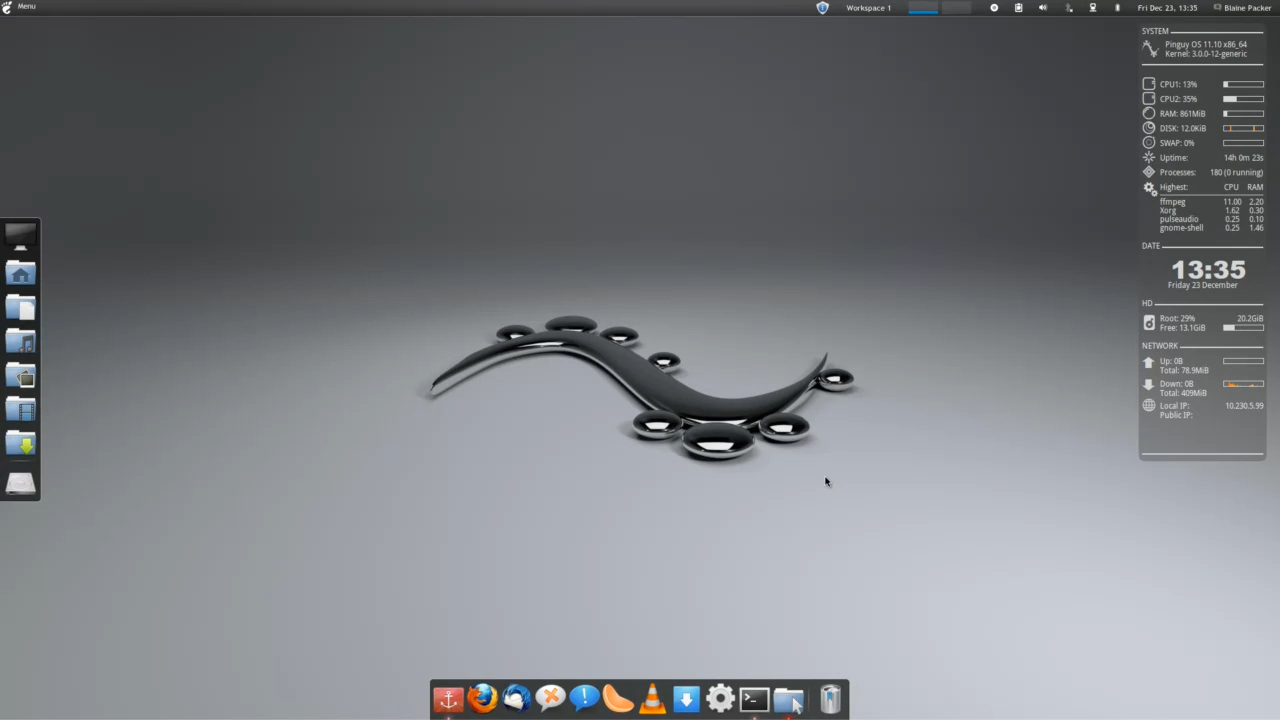 Menu
Workspace 1
Fri Dec 23, 13:35
Blaine Packer
SYSTEM
Pinguy OS 11.10 x86_64
Kernel: 3.0.0-12-generic
CPU1: 13%
CPU2: 35%
RAM: 861MiB
DISK: 12.0KiB
SWAP: 0%
Uptime: 14h 0m 23s
Processes: 180 (0 running)
Highest: CPU RAM
ffmpeg 11.00 2.20
Xorg 1.62 0.30
pulseaudio 0.25 0.10
gnome-shell 0.25 1.46
DATE
13:35
Friday 23 December
HD
Root: 29% 20.2GiB
Free: 13.1GiB
NETWORK
Up: 0B
Total: 78.9MiB
Down: 0B
Total: 409MiB
Local IP: 10.230.5.99
Public IP: